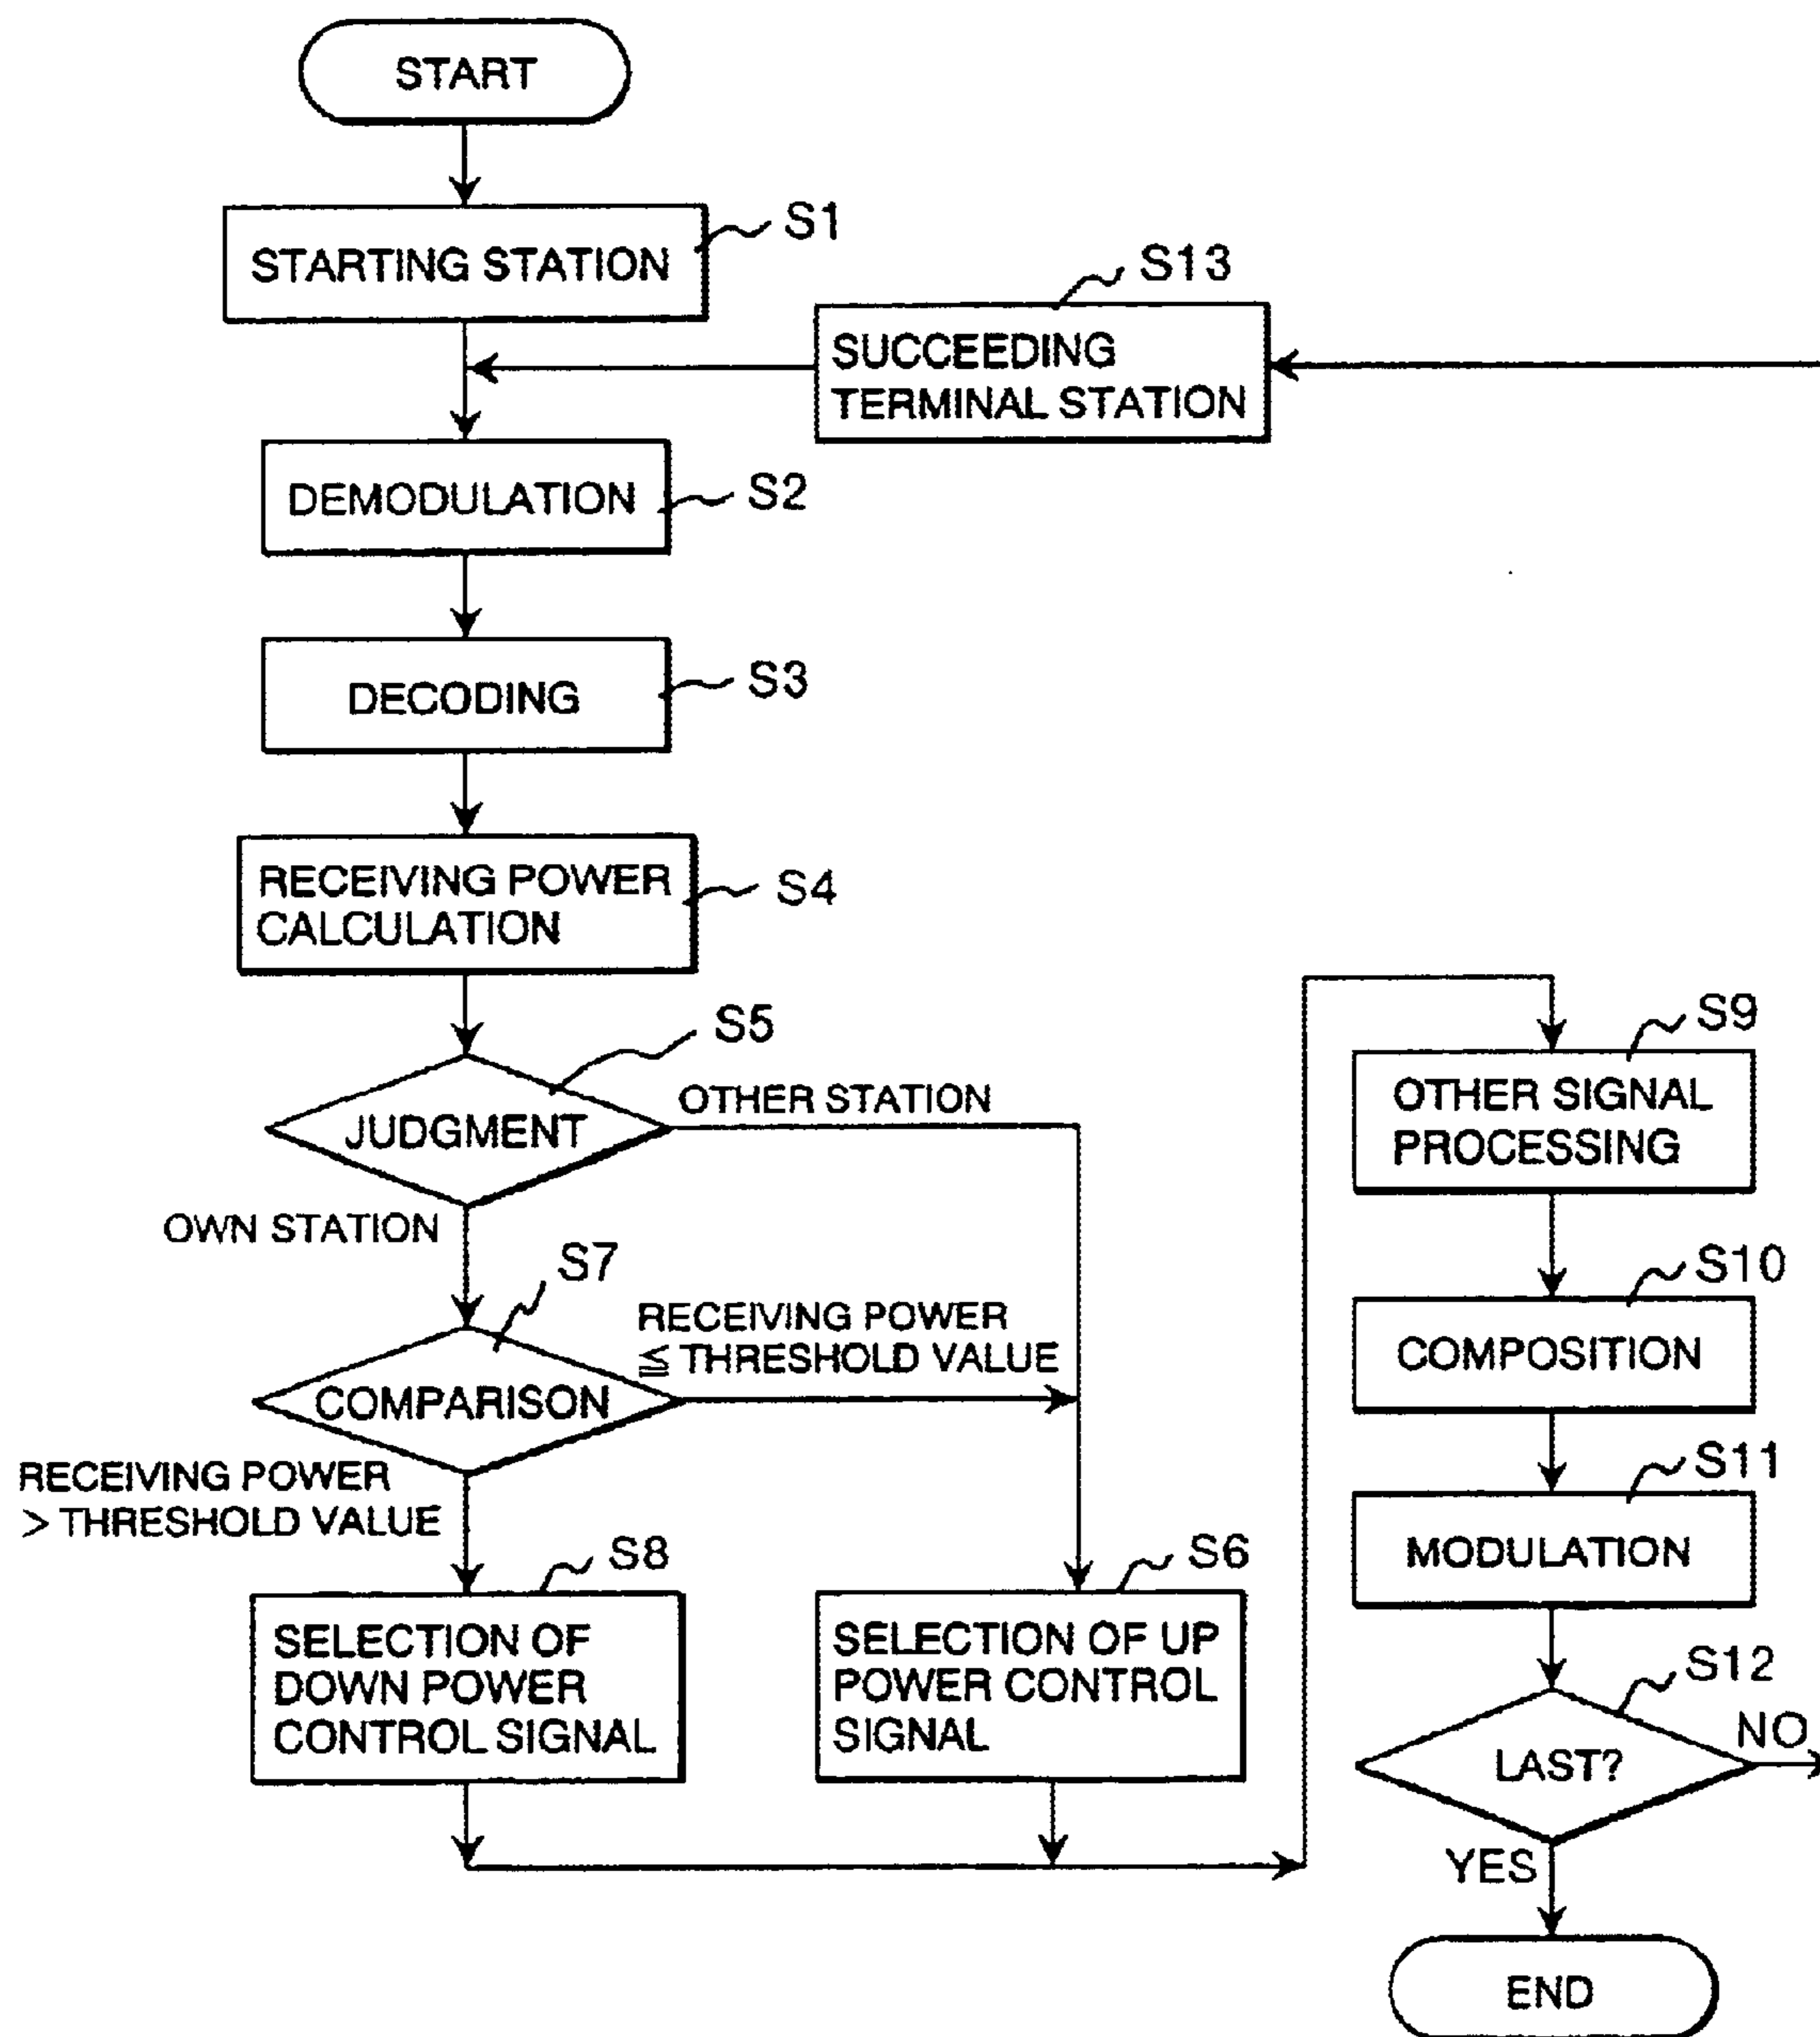 START
STARTING STATION
S1
S13
SUCCEEDING
TERMINAL STATION
DEMODULATION
S2
DECODING
S3
RECEIVING POWER
CALCULATION
S4
S5
JUDGMENT
OTHER STATION
OWN STATION
S7
COMPARISON
RECEIVING POWER
≦ THRESHOLD VALUE
RECEIVING POWER
> THRESHOLD VALUE
S8
SELECTION OF
DOWN POWER
CONTROL SIGNAL
S6
SELECTION OF UP
POWER CONTROL
SIGNAL
S9
OTHER SIGNAL
PROCESSING
S10
COMPOSITION
S11
MODULATION
S12
LAST?
NO
YES
END